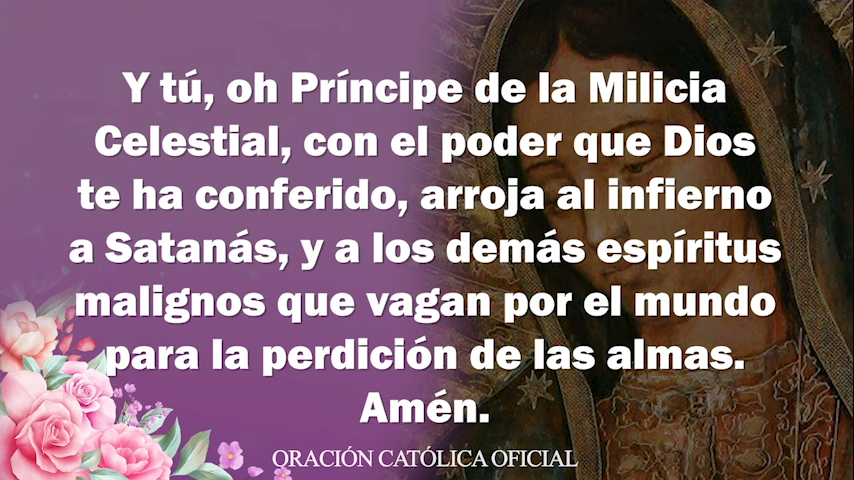 Y tú, oh Príncipe de la Milicia
Celestial, con el poder que Dios
te ha conferido, arroja al infierno
a Satanás, y a los demás espíritus
malignos que vagan por el mundo
para la perdición de las almas.
Amén.
ORACIÓN CATÓLICA OFICIAL